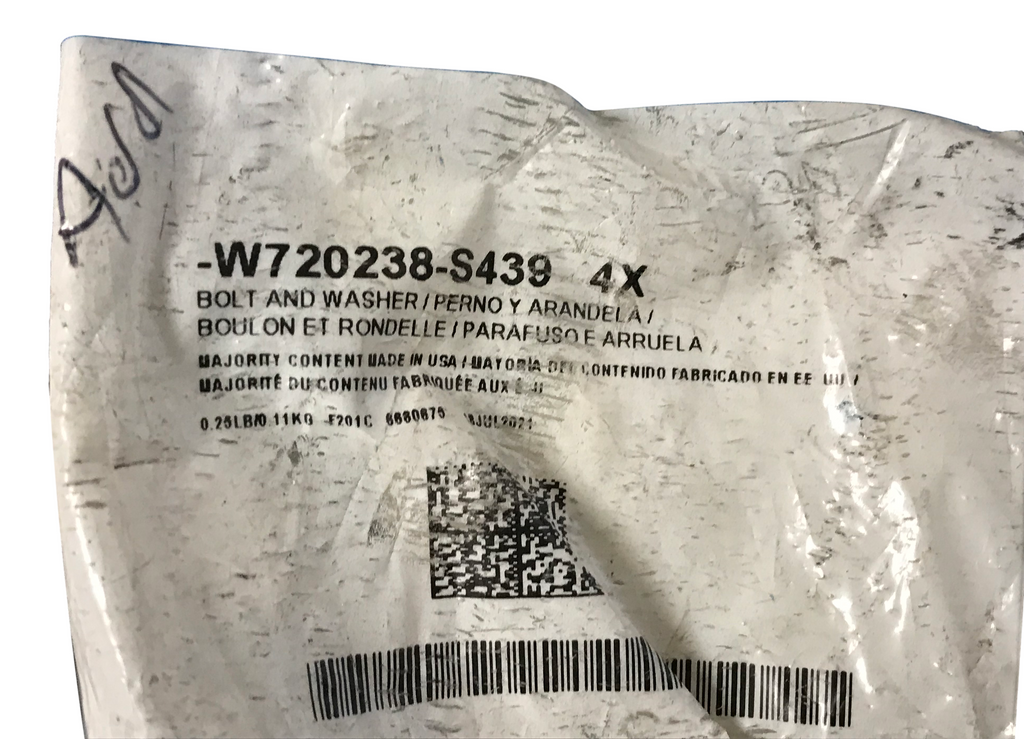 -W720238-S439 4X
BOLT AND WASHER / PERNO Y ARANDELA /
BOULON ET RONDELLE / PARAFUSO E ARRUELA
MAJORITY CONTENT MADE IN USA / MAYORIA DEL CONTENIDO FABRICADO EN EE UU /
MAJORITÉ DU CONTENU FABRIQUÉE AUX
0.25LB/0.11KG -F201C JUL2021